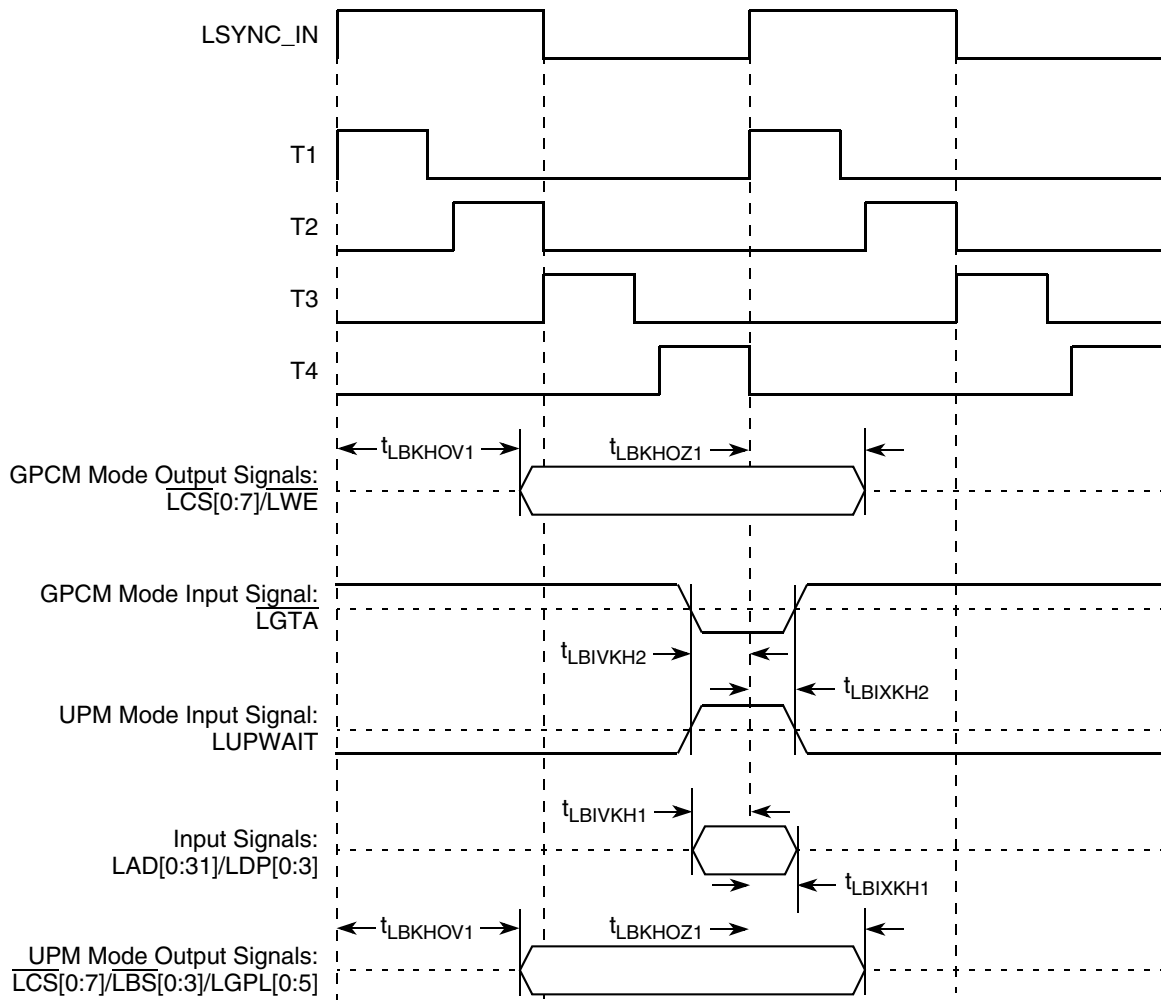 LSYNC_IN
T1
T2
T3
T4
tLBKHOV1
tLBKHOZ1
GPCM Mode Output Signals:
LCS[0:7]/LWE
GPCM Mode Input Signal:
LGTA
tLBIVKH2
tLBIXKH2
UPM Mode Input Signal:
LUPWAIT
tLBIVKH1
Input Signals:
LAD[0:31]/LDP[0:3]
tLBIXKH1
tLBKHOV1
tLBKHOZ1
UPM Mode Output Signals:
LCS[0:7]/LBS[0:3]/LGPL[0:5]